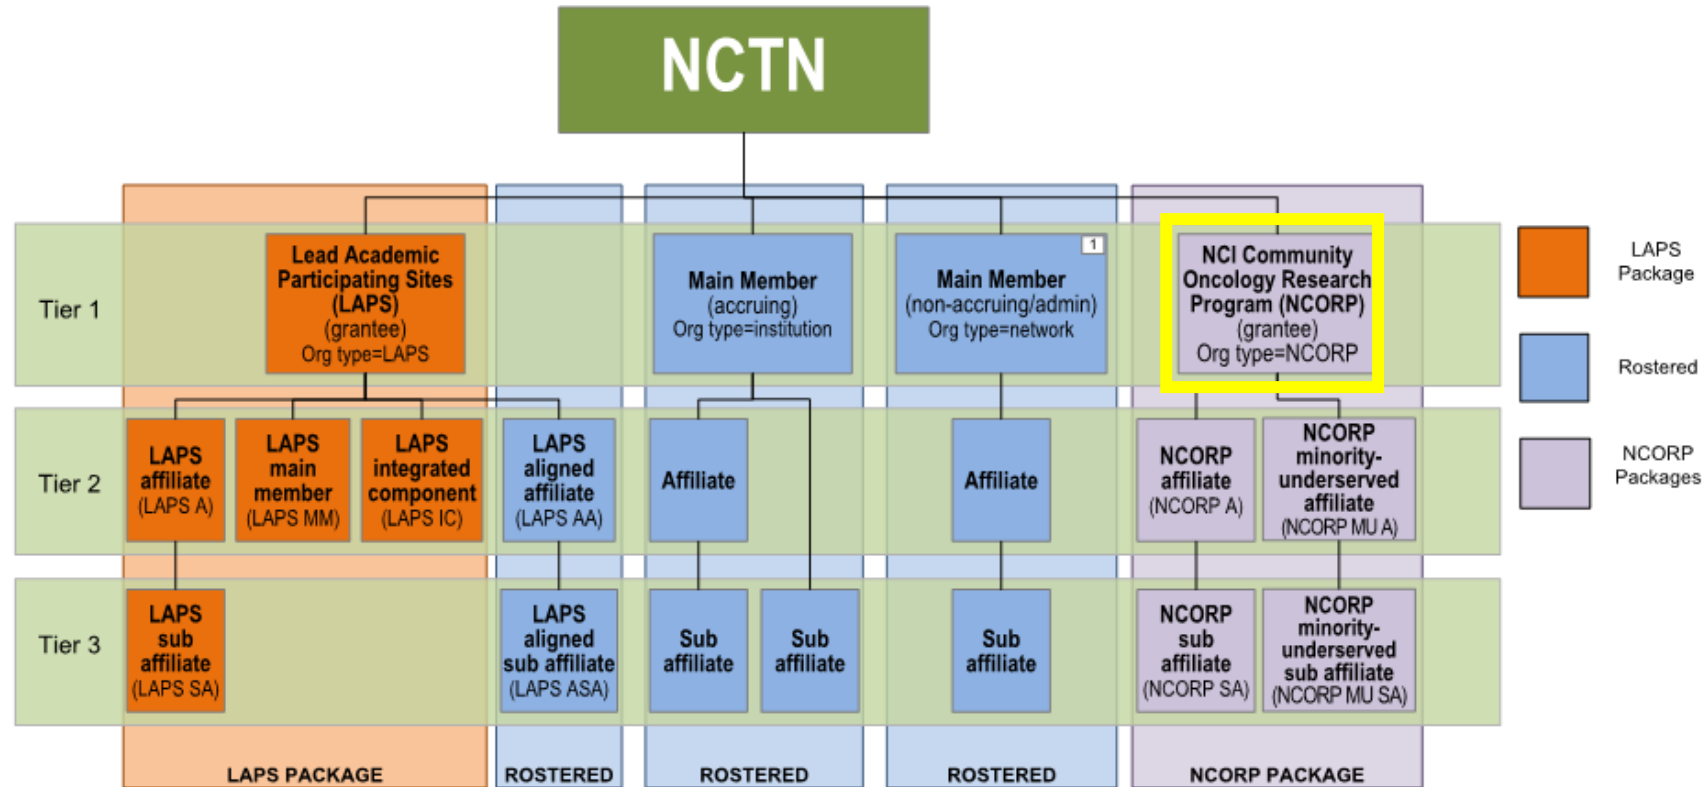 NCTN
Tier 1
Lead Academic
Participating Sites
(LAPS)
(grantee)
Org type=LAPS
Main Member
(accruing)
Org type=institution
1
Main Member
(non-accruing/admin)
Org type=network
NCI Community
Oncology Research
Program (NCORP)
(grantee)
Org type=NCORP
LAPS
Package
Rostered
NCORP
Packages
Tier 2
LAPS
affiliate
(LAPS A)
LAPS
main
member
(LAPS MM)
LAPS
integrated
component
(LAPS IC)
LAPS
aligned
affiliate
(LAPS AA)
Affiliate
Affiliate
NCORP
affiliate
(NCORP A)
NCORP
minority-
underserved
affiliate
(NCORP MU A)
Tier 3
LAPS
sub
affiliate
(LAPS SA)
LAPS
aligned
sub affiliate
(LAPS ASA)
Sub
affiliate
Sub
affiliate
Sub
affiliate
NCORP
sub
affiliate
(NCORP SA)
NCORP
minority-
underserved
sub affiliate
(NCORP MU SA)
LAPS PACKAGE
ROSTERED
ROSTERED
ROSTERED
NCORP PACKAGE